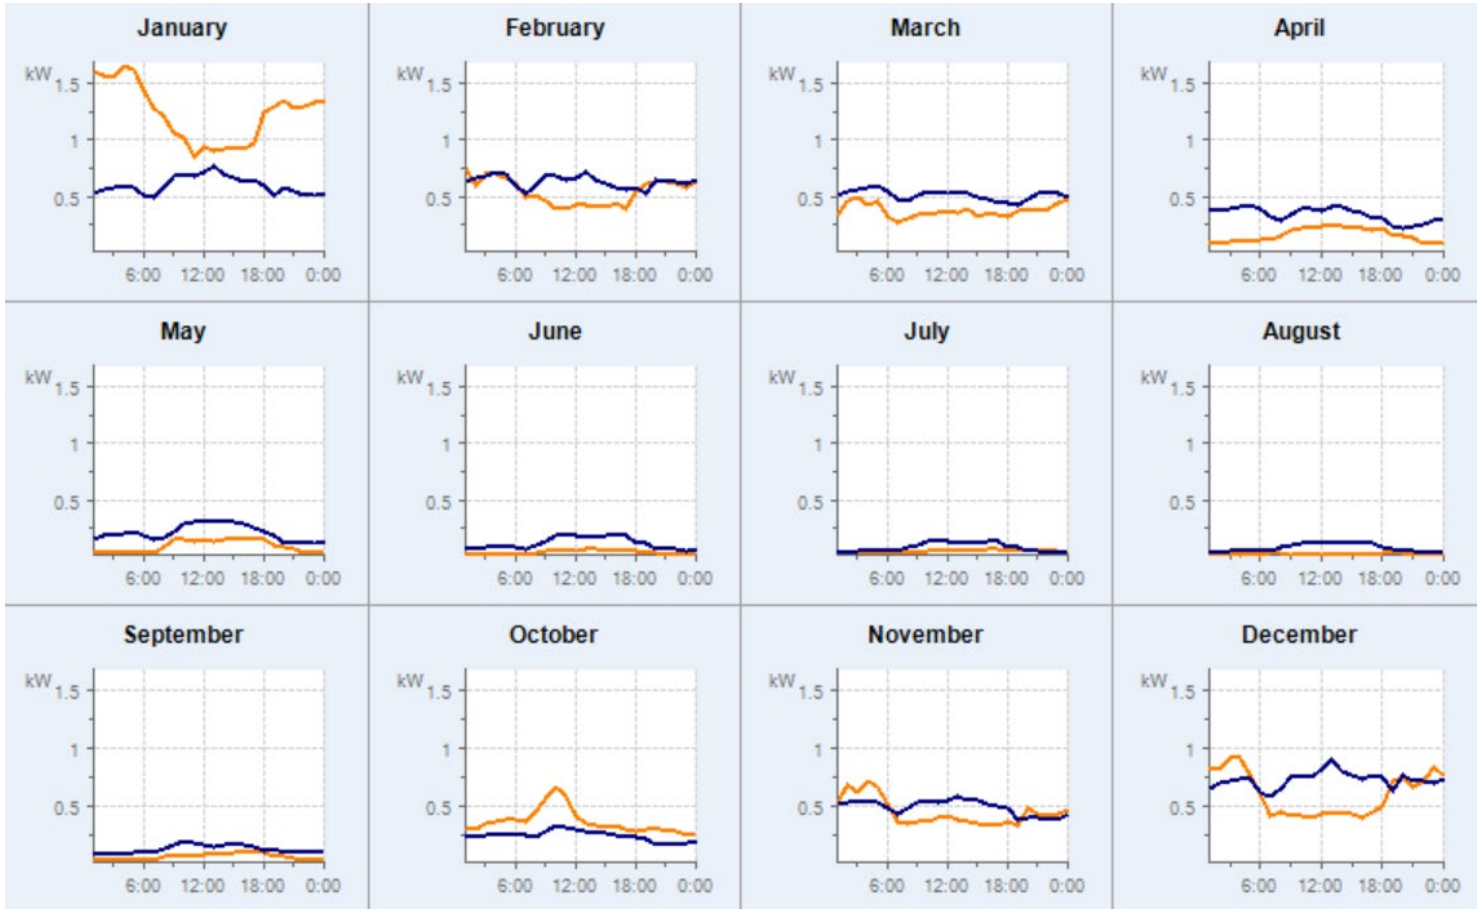 January February March April
kW 1.5 kW 1.5 kW 1.5 kW 1.5
1 1 1 1
0.5 0.5 0.5 0.5
6:00 12:00 18:00 0:00 6:00 12:00 18:00 0:00 6:00 12:00 18:00 0:00 6:00 12:00 18:00 0:00
May June July August
kW 1.5 kW 1.5 kW 1.5 kW 1.5
1 1 1 1
0.5 0.5 0.5 0.5
6:00 12:00 18:00 0:00 6:00 12:00 18:00 0:00 6:00 12:00 18:00 0:00 6:00 12:00 18:00 0:00
September October November December
kW 1.5 kW 1.5 kW 1.5 kW 1.5
1 1 1 1
0.5 0.5 0.5 0.5
6:00 12:00 18:00 0:00 6:00 12:00 18:00 0:00 6:00 12:00 18:00 0:00 6:00 12:00 18:00 0:00